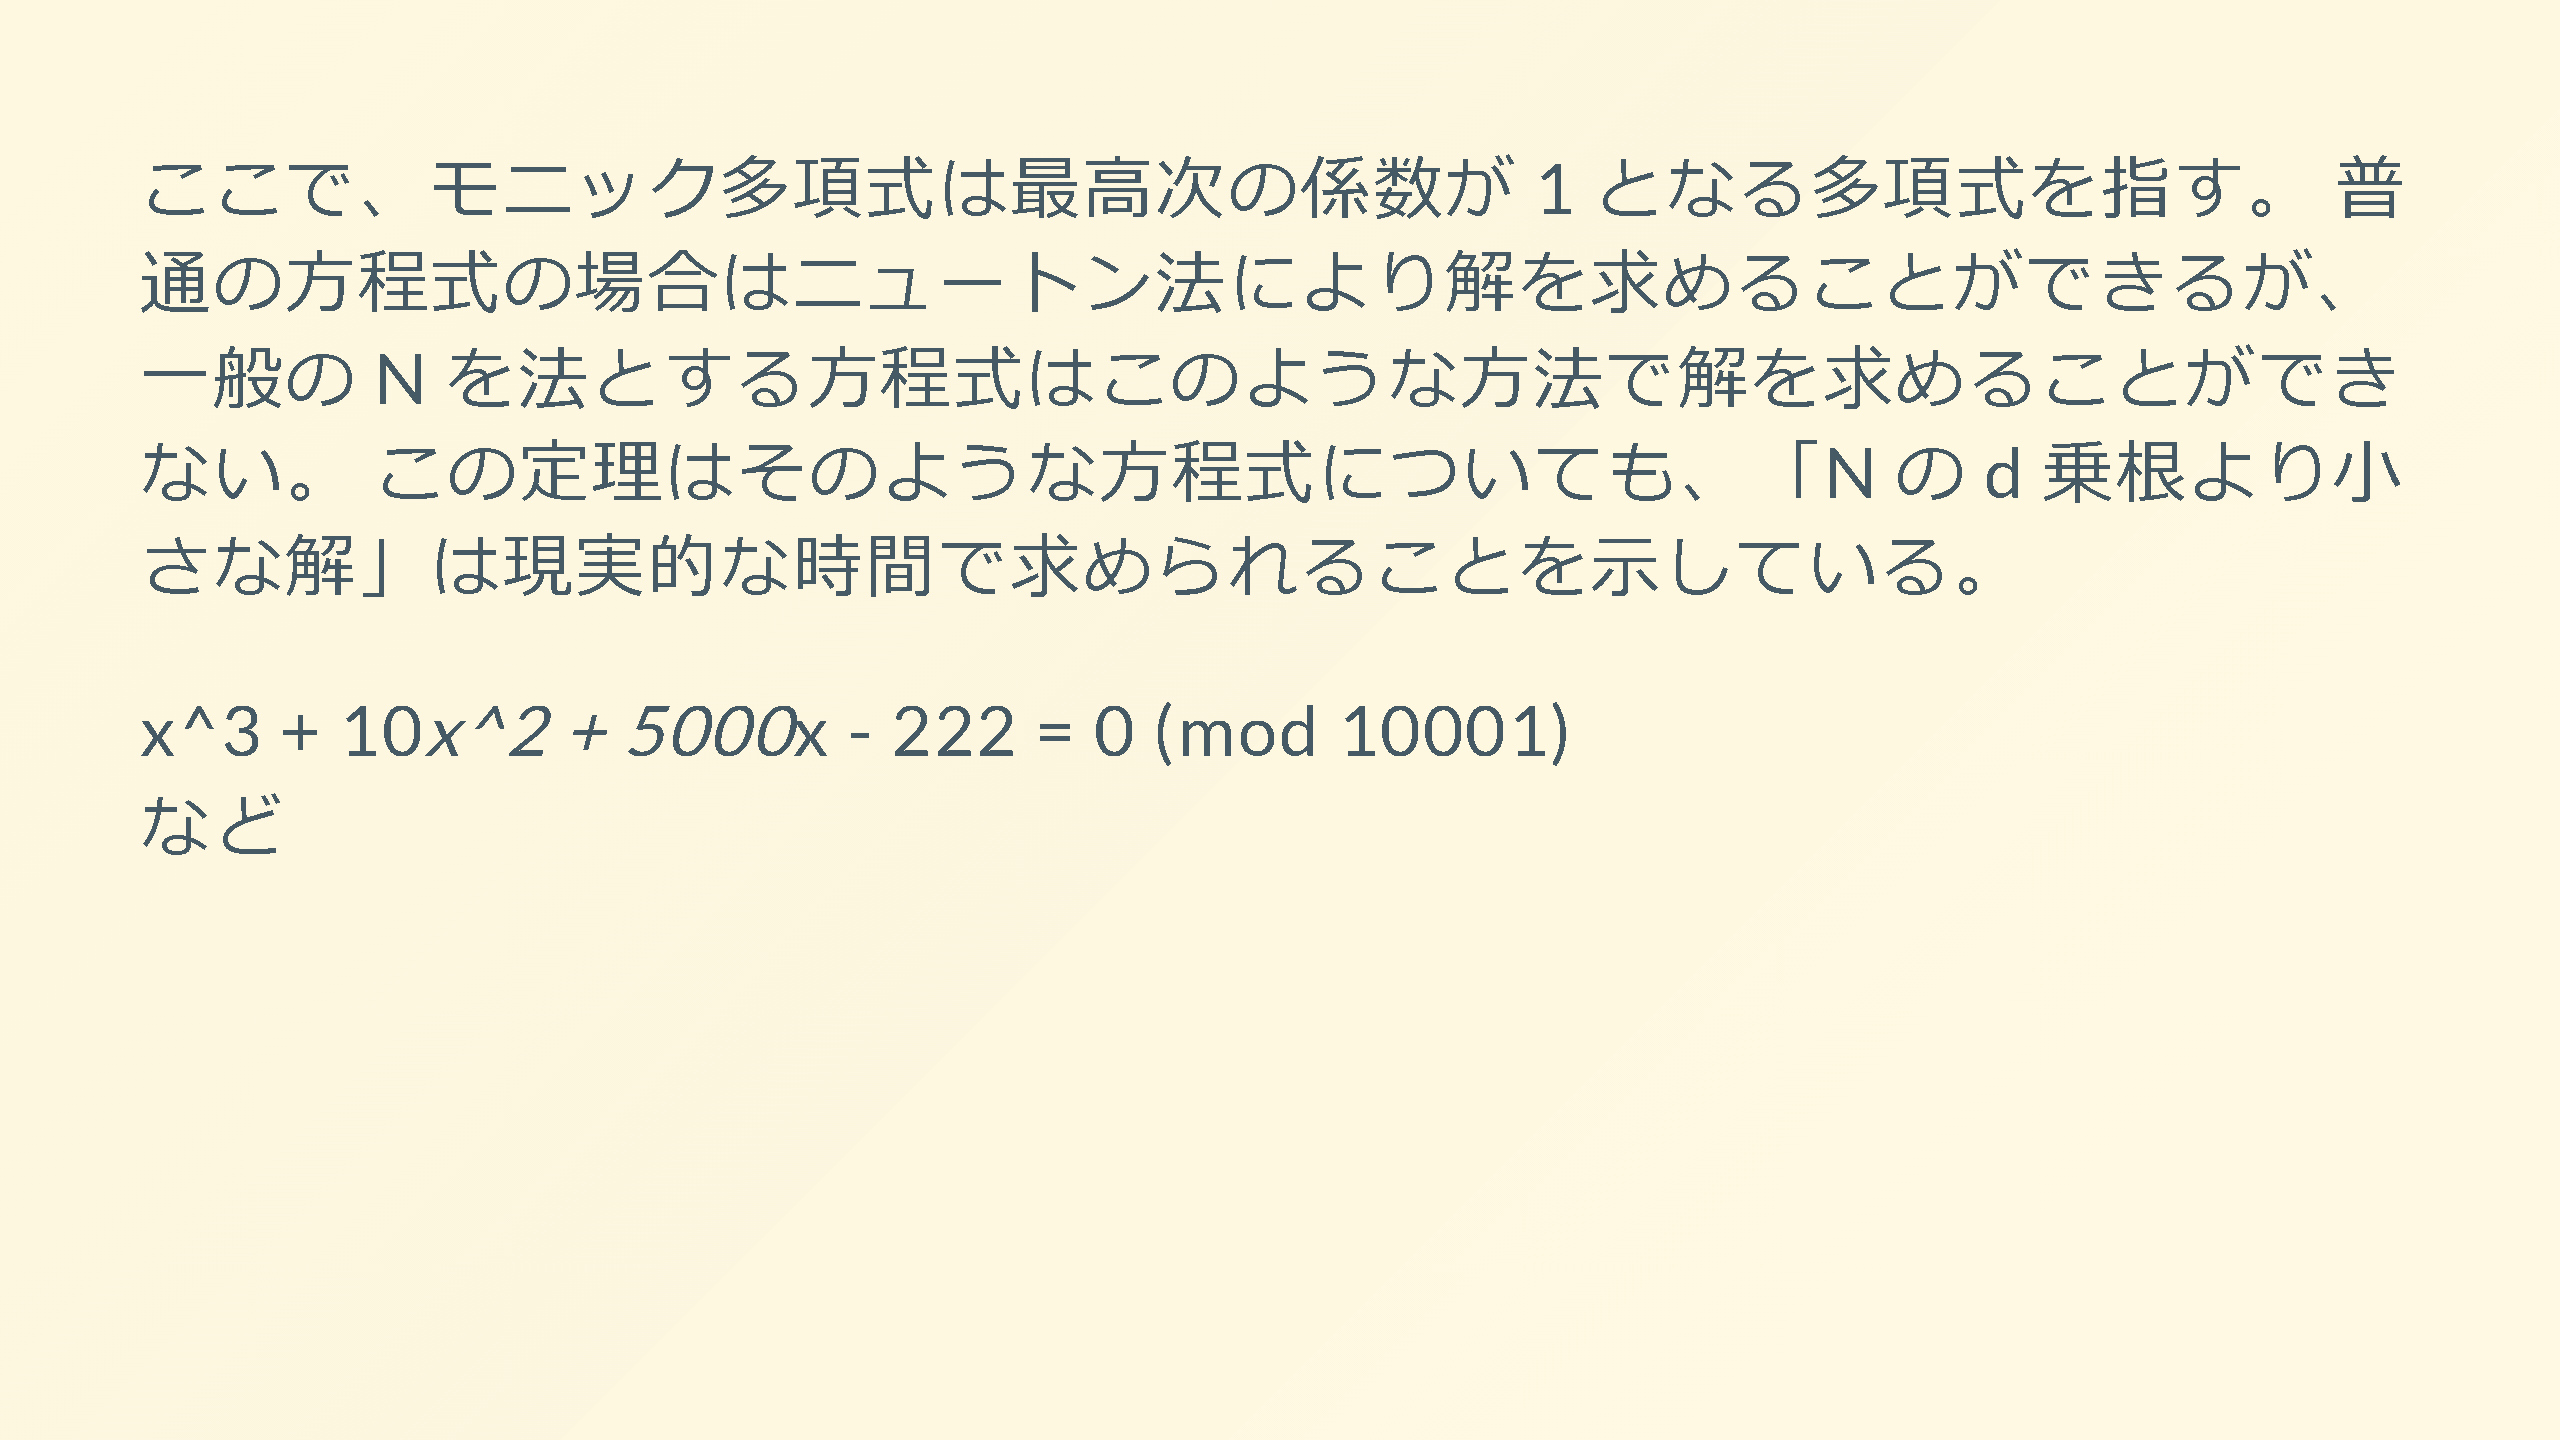 ここで、モニック多項式は最高次の係数が 1 となる多項式を指す。 普
通の方程式の場合はニュートン法により解を求めることができるが、
一般の N を法とする方程式はこのような方法で解を求めることができ
ない。 この定理はそのような方程式についても、「N の d 乗根より小
さな解」は現実的な時間で求められることを示している。
x^3 + 10x^2 + 5000x - 222 = 0 (mod 10001)
など